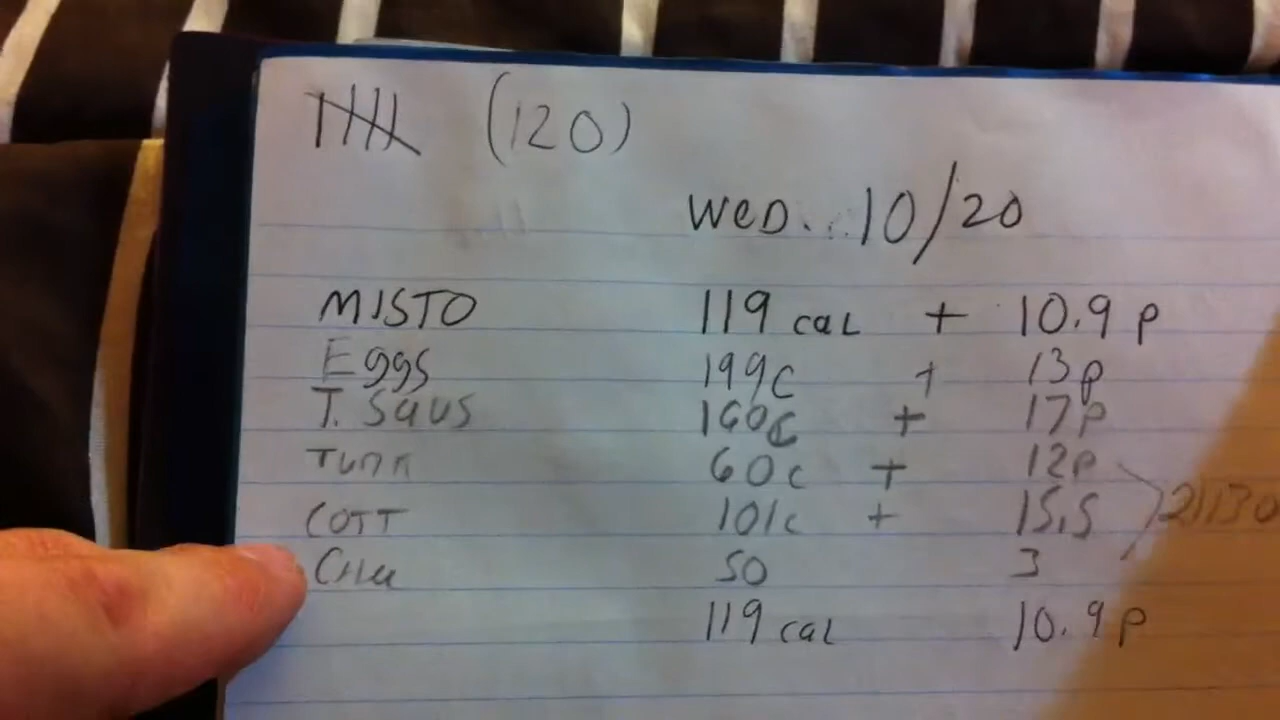 (120)
WED. 10/20
MISTO 119 cal + 10.9 p
Eggs 199c + 13p
T. Saus 160c + 17p
Tuna 60c + 12p
COTT 101c + 15.5
50 3
119 cal 10.9 p